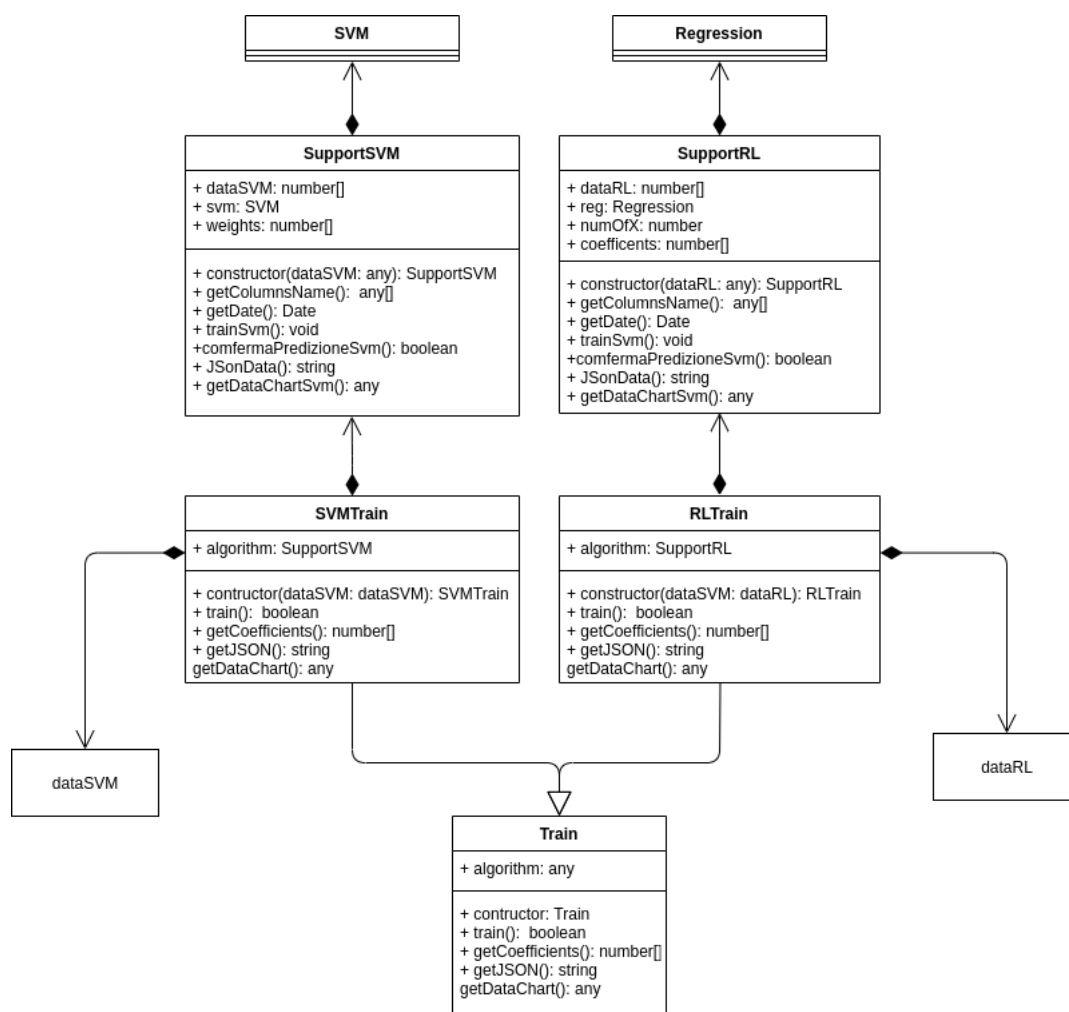 SVM
Regression
SupportSVM
+ dataSVM: number[]
+ svm: SVM
+ weights: number[]
+ constructor(dataSVM: any): SupportSVM
+ getColumnsName():  any[]
+ getDate(): Date
+ trainSvm(): void
+comfermaPredizioneSvm(): boolean
+ JSonData(): string
+ getDataChartSvm(): any
SupportRL
+ dataRL: number[]
+ reg: Regression
+ numOfX: number
+ coefficents: number[]
+ constructor(dataRL: any): SupportRL
+ getColumnsName():  any[]
+ getDate(): Date
+ trainSvm(): void
+comfermaPredizioneSvm(): boolean
+ JSonData(): string
+ getDataChartSvm(): any
SVMTrain
+ algorithm: SupportSVM
+ contructor(dataSVM: dataSVM): SVMTrain
+ train():  boolean
+ getCoefficients(): number[]
+ getJSON(): string
getDataChart(): any
RLTrain
+ algorithm: SupportRL
+ constructor(dataSVM: dataRL): RLTrain
+ train():  boolean
+ getCoefficients(): number[]
+ getJSON(): string
getDataChart(): any
dataSVM
dataRL
Train
+ algorithm: any
+ contructor: Train
+ train():  boolean
+ getCoefficients(): number[]
+ getJSON(): string
getDataChart(): any